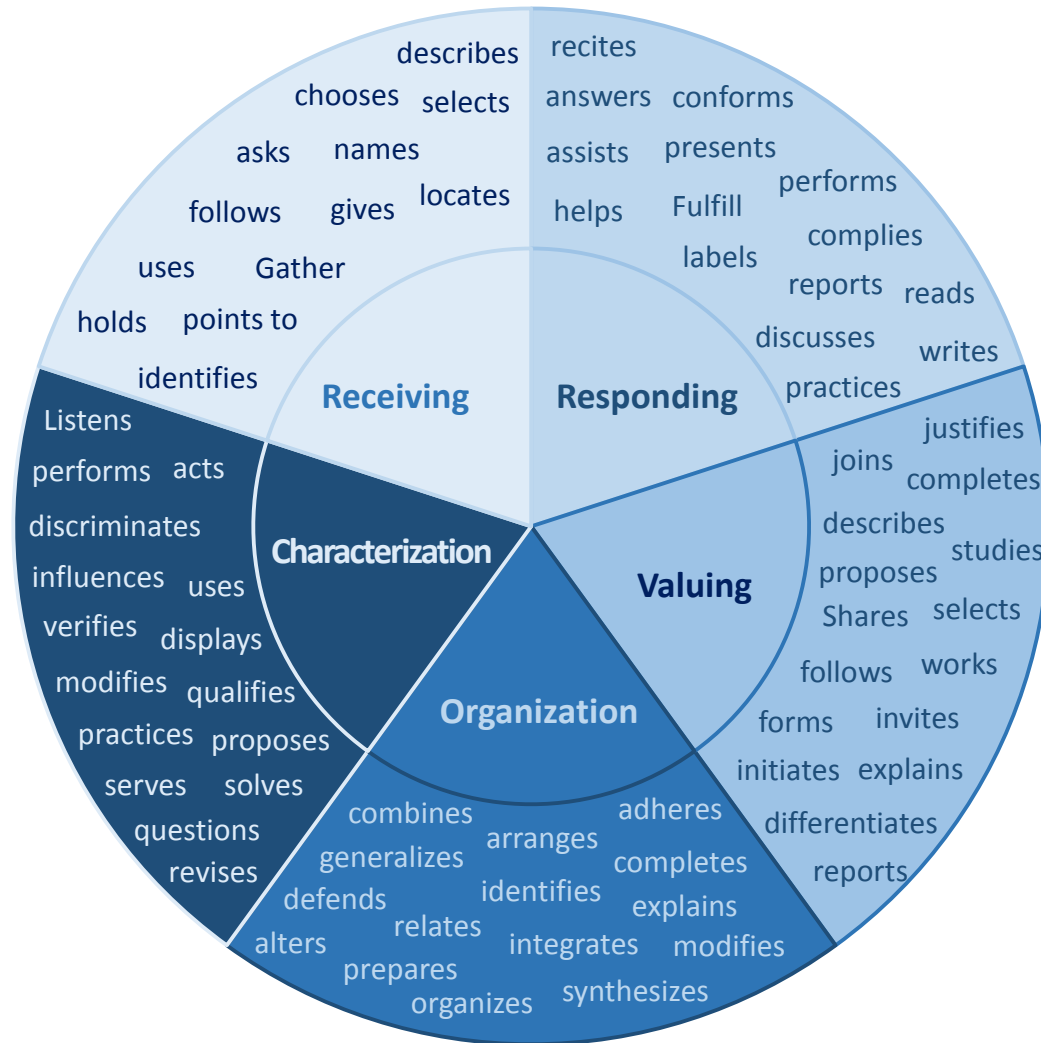 describes
chooses
selects
asks
names
follows
gives
locates
uses
Gather
holds
points to
identifies
Receiving
recites
answers
conforms
assists
presents
performs
helps
Fulfill
complies
labels
reports
reads
discusses
writes
practices
Responding
justifies
joins
completes
describes
studies
proposes
Shares
selects
follows
works
forms
invites
initiates
explains
differentiates
reports
Valuing
Organization
combines
adheres
arranges
generalizes
completes
identifies
defends
explains
relates
alters
integrates
modifies
prepares
synthesizes
organizes
Characterization
Listens
performs
acts
discriminates
influences
uses
verifies
displays
modifies
qualifies
practices
proposes
serves
solves
questions
revises